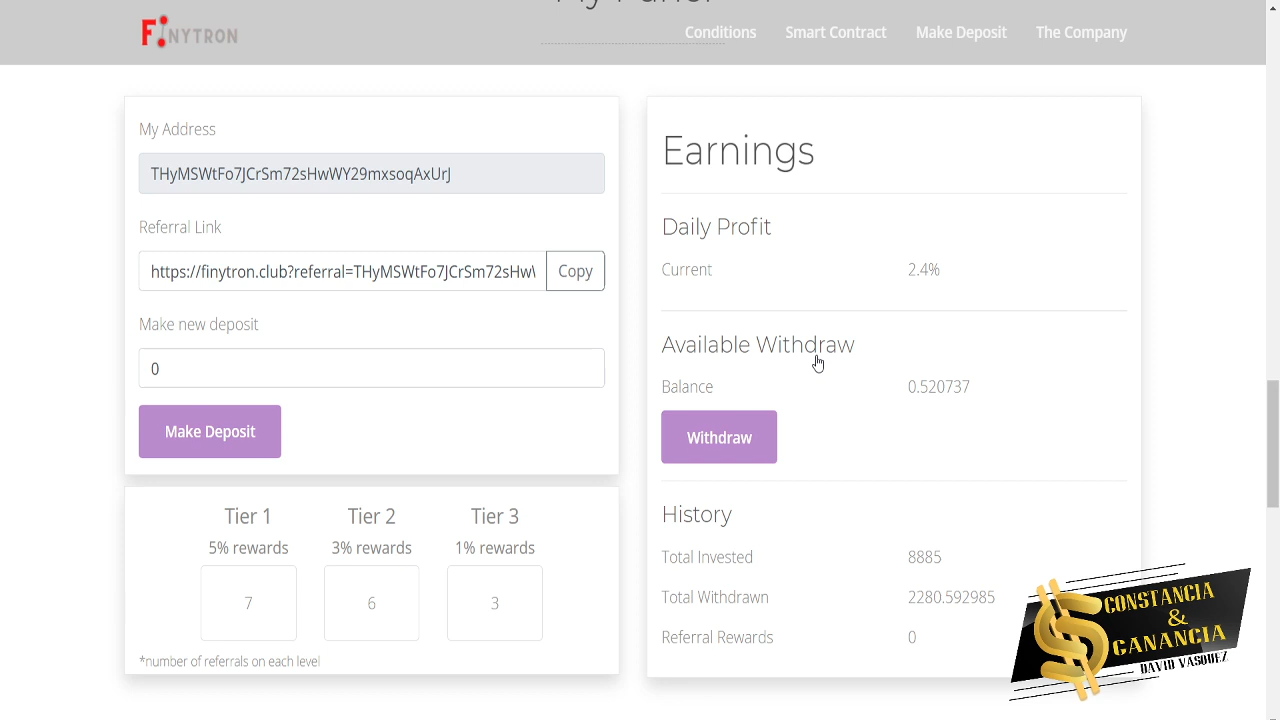 My Panel
FINYTRON
Conditions
Smart Contract
Make Deposit
The Company
My Address
THyMSWtFo7JCrSm72sHwWY29mxsoqAxUrJ
Referral Link
https://finytron.club?referral=THyMSWtFo7JCrSm72sHw
Copy
Make new deposit
0
Make Deposit
Tier 1
Tier 2
Tier 3
5% rewards
3% rewards
1% rewards
7
6
3
*number of referrals on each level
Earnings
Daily Profit
Current
2.4%
Available Withdraw
Balance
0.520737
Withdraw
History
Total Invested
8885
Total Withdrawn
2280.592985
Referral Rewards
0
CONSTANCIA
&
GANANCIA
DAVID VASQUEZ